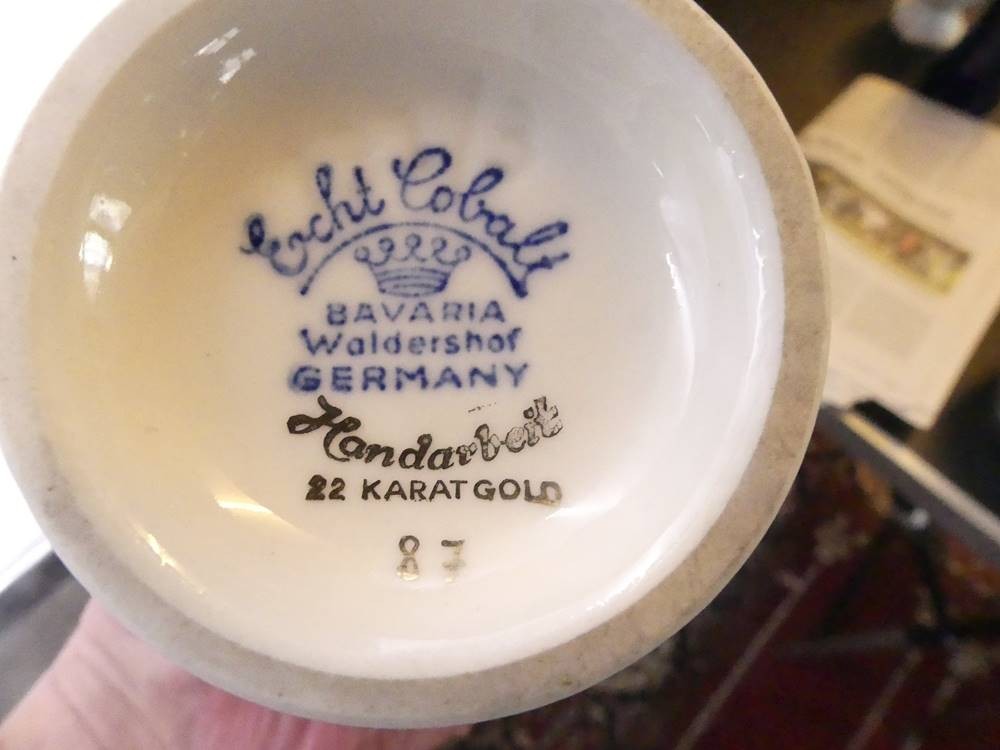 Echt Cobalt
BAVARIA
Waldershof
GERMANY
Handarbeit
22 KARAT GOLD
87